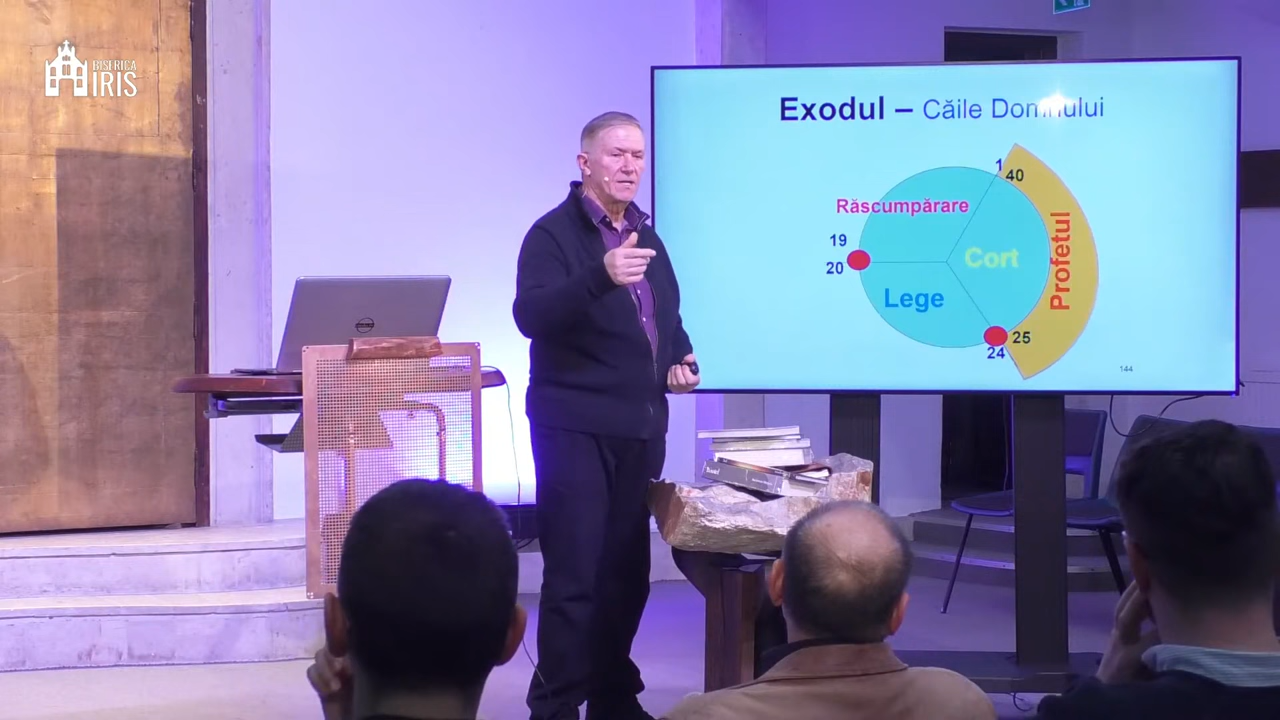 BISERICA
IRIS
Exodul – Căile Domnului
1
40
Răscumpărare
19
20
Cort
Profetul
Lege
25
24
144